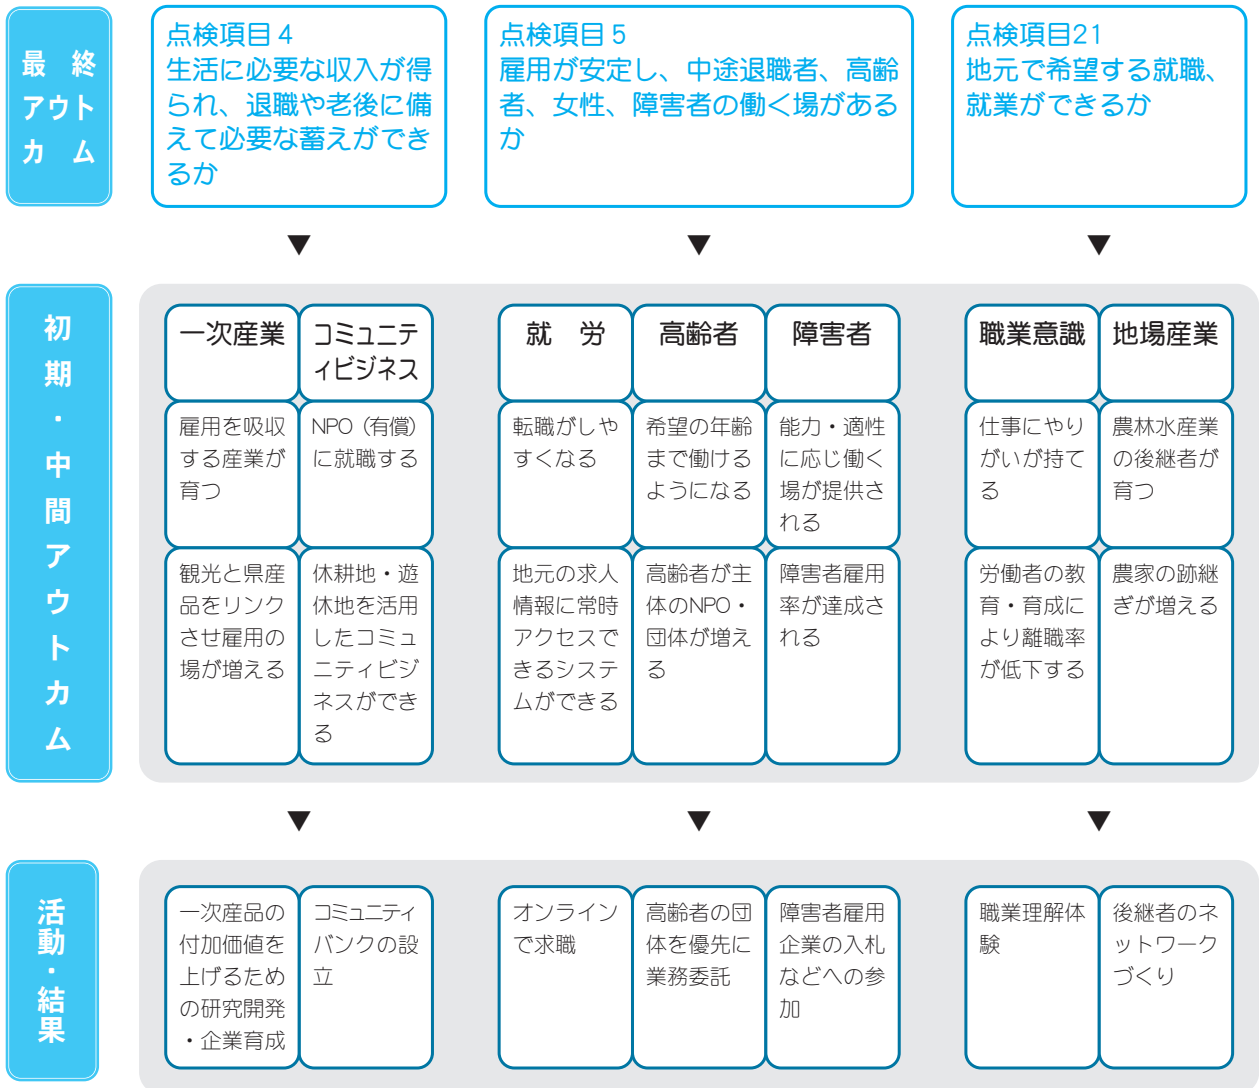 最 終
アウト
カ ム
点検項目４
生活に必要な収入が得
られ、退職や老後に備
えて必要な蓄えができ
るか
点検項目５
雇用が安定し、中途退職者、高齢
者、女性、障害者の働く場がある
か
点検項目21
地元で希望する就職、
就業ができるか
▼
▼
▼
初期・中間アウトカム
一次産業
コミュニテ
ィビジネス
就 労
高齢者
障害者
職業意識
地場産業
雇用を吸収
する産業が
育つ
NPO（有償）
に就職する
転職がしや
すくなる
希望の年齢
まで働ける
ようになる
能力・適性
に応じ働く
場が提供さ
れる
仕事にやり
がいが持て
る
農林水産業
の後継者が
育つ
観光と県産
品をリンク
させ雇用の
場が増える
休耕地・遊
休地を活用
したコミュ
ニティビジ
ネスができ
る
地元の求人
情報に常時
アクセスで
きるシステ
ムができる
高齢者が主
体のNPO・
団体が増え
る
障害者雇用
率が達成さ
れる
労働者の教
育・育成に
より離職率
が低下する
農家の跡継
ぎが増える
▼
▼
▼
活動・結果
一次産品の
付加価値を
上げるため
の研究開発
・企業育成
コミュニティ
バンクの設
立
オンライン
で求職
高齢者の団
体を優先に
業務委託
障害者雇用
企業の入札
などへの参
加
職業理解体
験
後継者のネ
ットワーク
づくり